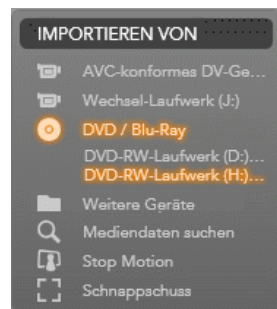 IMPORTIEREN VON
AVC-konformes DV-Ge...
Wechsel-Laufwerk (J:)
DVD / Blu-Ray
DVD-RW-Laufwerk (D:)...
DVD-RW-Laufwerk (H:)...
Weitere Geräte
Mediendaten suchen
Stop Motion
Schnappschuss